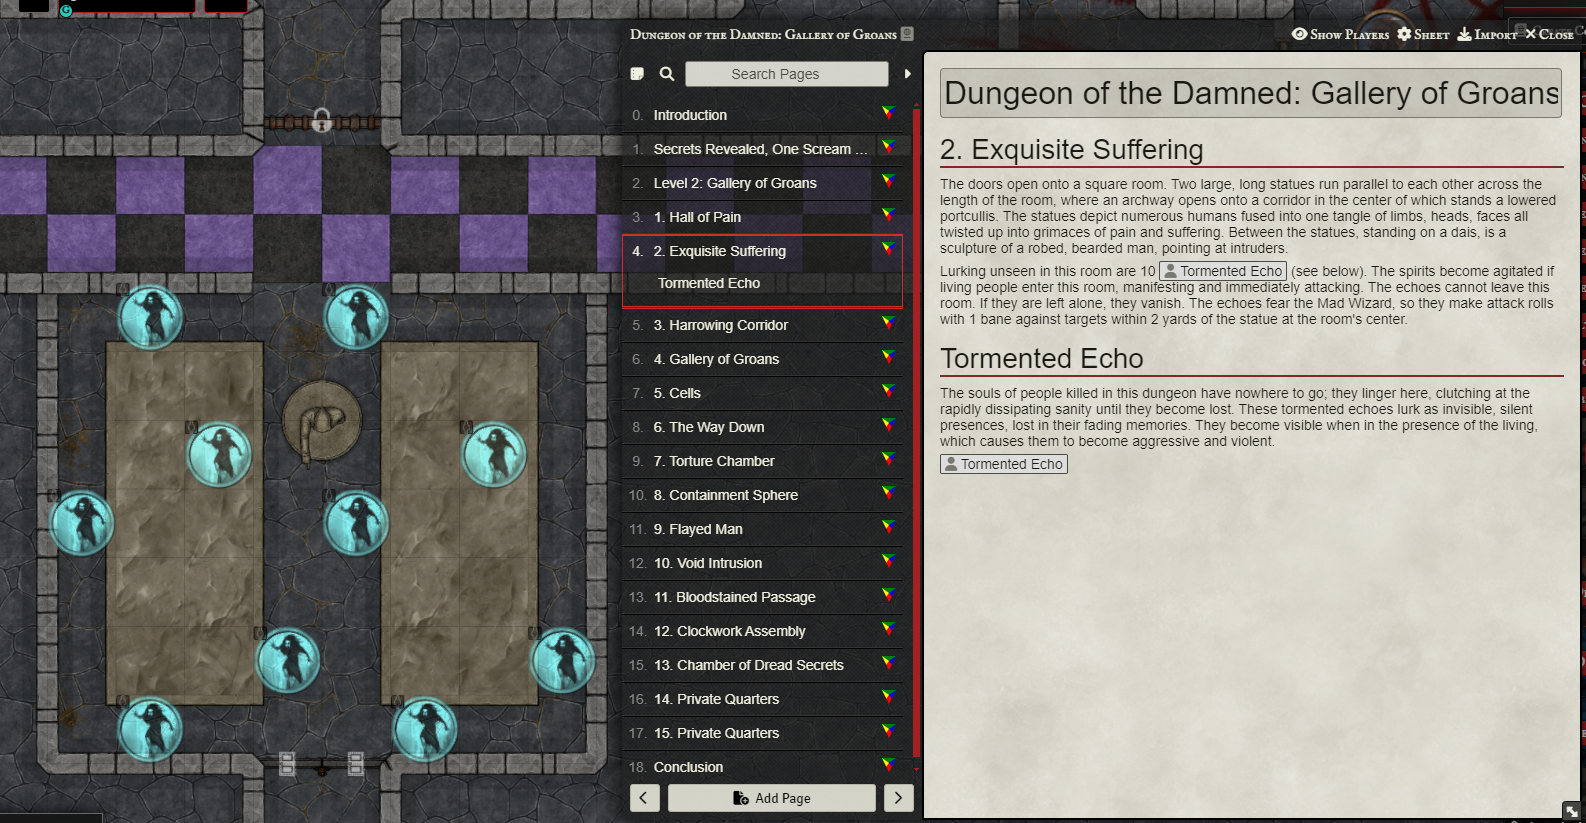 Dungeon of the Damned: Gallery of Groans
Show Players Sheet Import Close
Search Pages
0. Introduction
1. Secrets Revealed, One Scream ...
2. Level 2: Gallery of Groans
3. 1. Hall of Pain
4. 2. Exquisite Suffering
Tormented Echo
5. 3. Harrowing Corridor
6. 4. Gallery of Groans
7. 5. Cells
8. 6. The Way Down
9. 7. Torture Chamber
10. 8. Containment Sphere
11. 9. Flayed Man
12. 10. Void Intrusion
13. 11. Bloodstained Passage
14. 12. Clockwork Assembly
15. 13. Chamber of Dread Secrets
16. 14. Private Quarters
17. 15. Private Quarters
18. Conclusion
Add Page
Dungeon of the Damned: Gallery of Groans
2. Exquisite Suffering
The doors open onto a square room. Two large, long statues run parallel to each other across the
length of the room, where an archway opens onto a corridor in the center of which stands a lowered
portcullis. The statues depict numerous humans fused into one tangle of limbs, heads, faces all
twisted up into grimaces of pain and suffering. Between the statues, standing on a dais, is a
sculpture of a robed, bearded man, pointing at intruders.
Lurking unseen in this room are 10 Tormented Echo (see below). The spirits become agitated if
living people enter this room, manifesting and immediately attacking. The echoes cannot leave this
room. If they are left alone, they vanish. The echoes fear the Mad Wizard, so they make attack rolls
with 1 bane against targets within 2 yards of the statue at the room's center.
Tormented Echo
The souls of people killed in this dungeon have nowhere to go; they linger here, clutching at the
rapidly dissipating sanity until they become lost. These tormented echoes lurk as invisible, silent
presences, lost in their fading memories. They become visible when in the presence of the living,
which causes them to become aggressive and violent.
Tormented Echo